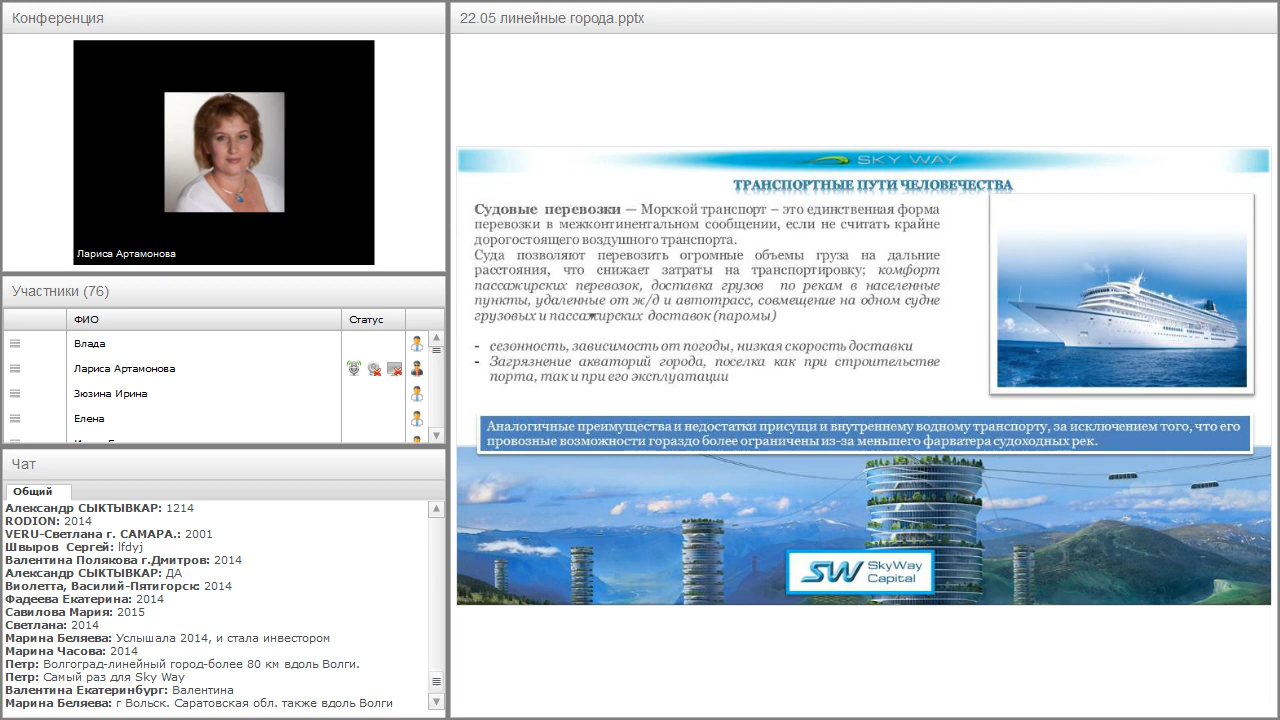 Конференция
Лариса Артамонова
Участники (76)
ФИО
Статус
Влада
Лариса Артамонова
Зюзина Ирина
Елена
Чат
Общий
Александр СЫКТЫВКАР: 1214
RODION: 2014
VERU-Светлана г. САМАРА.: 2001
Швыров Сергей: lfdyj
Валентина Полякова г.Дмитров: 2014
Александр СЫКТЫВКАР: ДА
Виолетта, Василий-Пятигорск: 2014
Фадеева Екатерина: 2014
Савилова Мария: 2015
Светлана: 2014
Марина Беляева: Услышала 2014, и стала инвестором
Марина Часова: 2014
Петр: Волгоград-линейный город-более 80 км вдоль Волги.
Петр: Самый раз для Sky Way
Валентина Екатеринбург: Валентина
Марина Беляева: г Вольск. Саратовская обл. также вдоль Волги
22.05 линейные города.pptx
SKY WAY
ТРАНСПОРТНЫЕ ПУТИ ЧЕЛОВЕЧЕСТВА
Судовые перевозки — Морской транспорт – это единственная форма
перевозки в межконтинентальном сообщении, если не считать крайне
дорогостоящего воздушного транспорта.
Суда позволяют перевозить огромные объемы груза на дальние
расстояния, что снижает затраты на транспортировку; комфорт
пассажирских перевозок, доставка грузов по рекам в населенные
пункты, удаленные от ж/д и автотрасс, совмещение на одном судне
грузовых и пассажирских доставок (паромы)
- сезонность, зависимость от погоды, низкая скорость доставки
- Загрязнение акваторий города, поселка как при строительстве
порта, так и при его эксплуатации
Аналогичные преимущества и недостатки присущи и внутреннему водному транспорту, за исключением того, что его
провозные возможности гораздо более ограничены из-за меньшего фарватера судоходных рек.
SW SkyWay
Capital